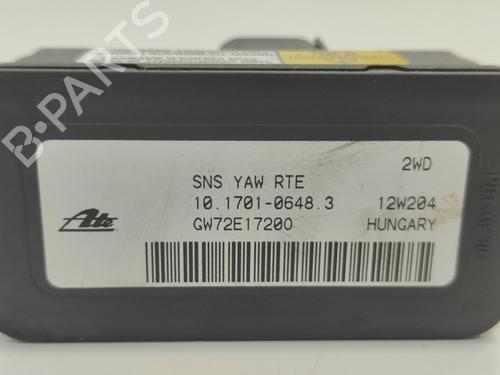 2WD
SNS YAW RTE
10.1701-0648.3 12W204
Ate GW72E17200 HUNGARY
B-PARTS